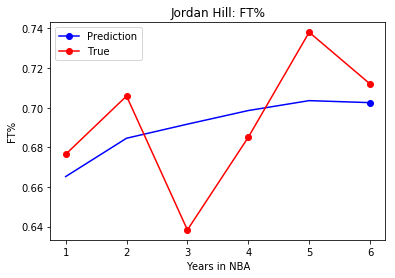 Jordan Hill: FT%
Prediction
True
0.74
0.72
0.70
0.68
0.66
0.64
FT%
1 2 3 4 5 6
Years in NBA